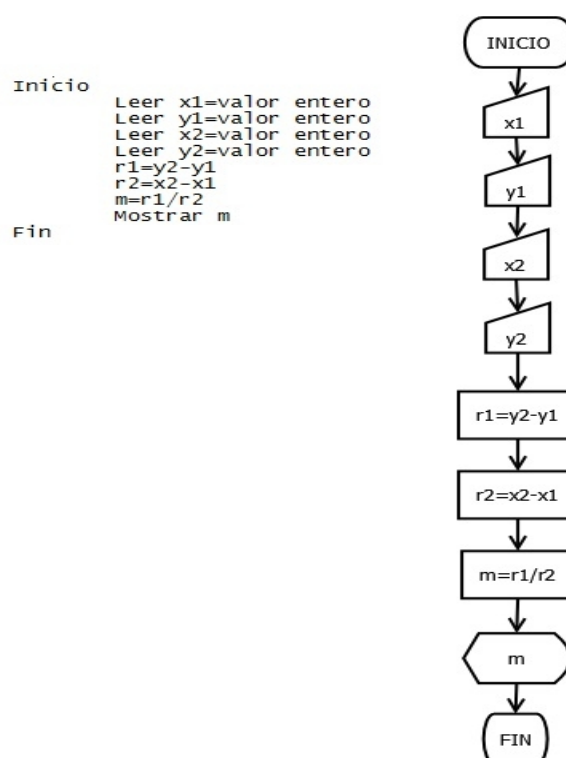 Inicio
Leer x1=valor entero
Leer y1=valor entero
Leer x2=valor entero
Leer y2=valor entero
r1=y2-y1
r2=x2-x1
m=r1/r2
Mostrar m
Fin
INICIO
x1
y1
x2
y2
r1=y2-y1
r2=x2-x1
m=r1/r2
m
FIN